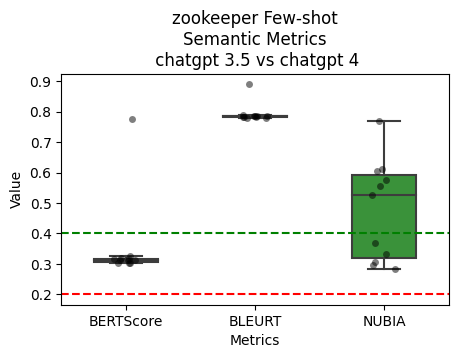 zookeeper Few-shot
Semantic Metrics
chatgpt 3.5 vs chatgpt 4
0.9
0.8
0.7
0.6
0.5
0.4
0.3
0.2
Value
BERTScore BLEURT NUBIA
Metrics